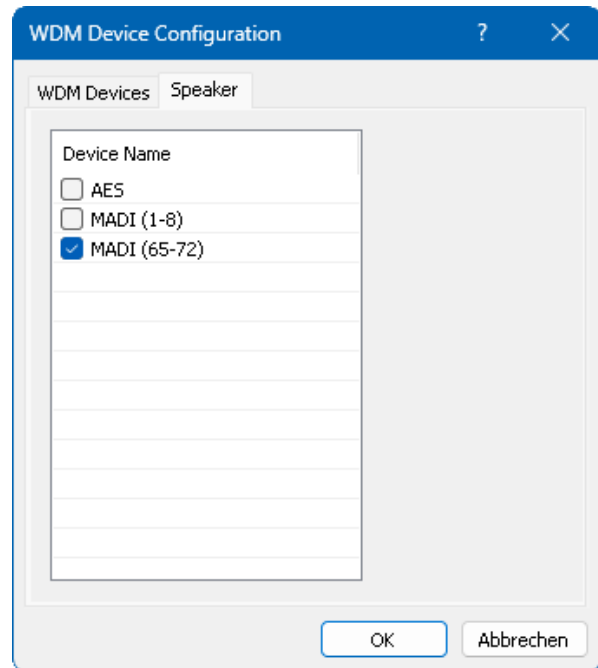 WDM Device Configuration ?
WDM Devices Speaker
Device Name
AES
MADI (1-8)
MADI (65-72)
OK Abbrechen